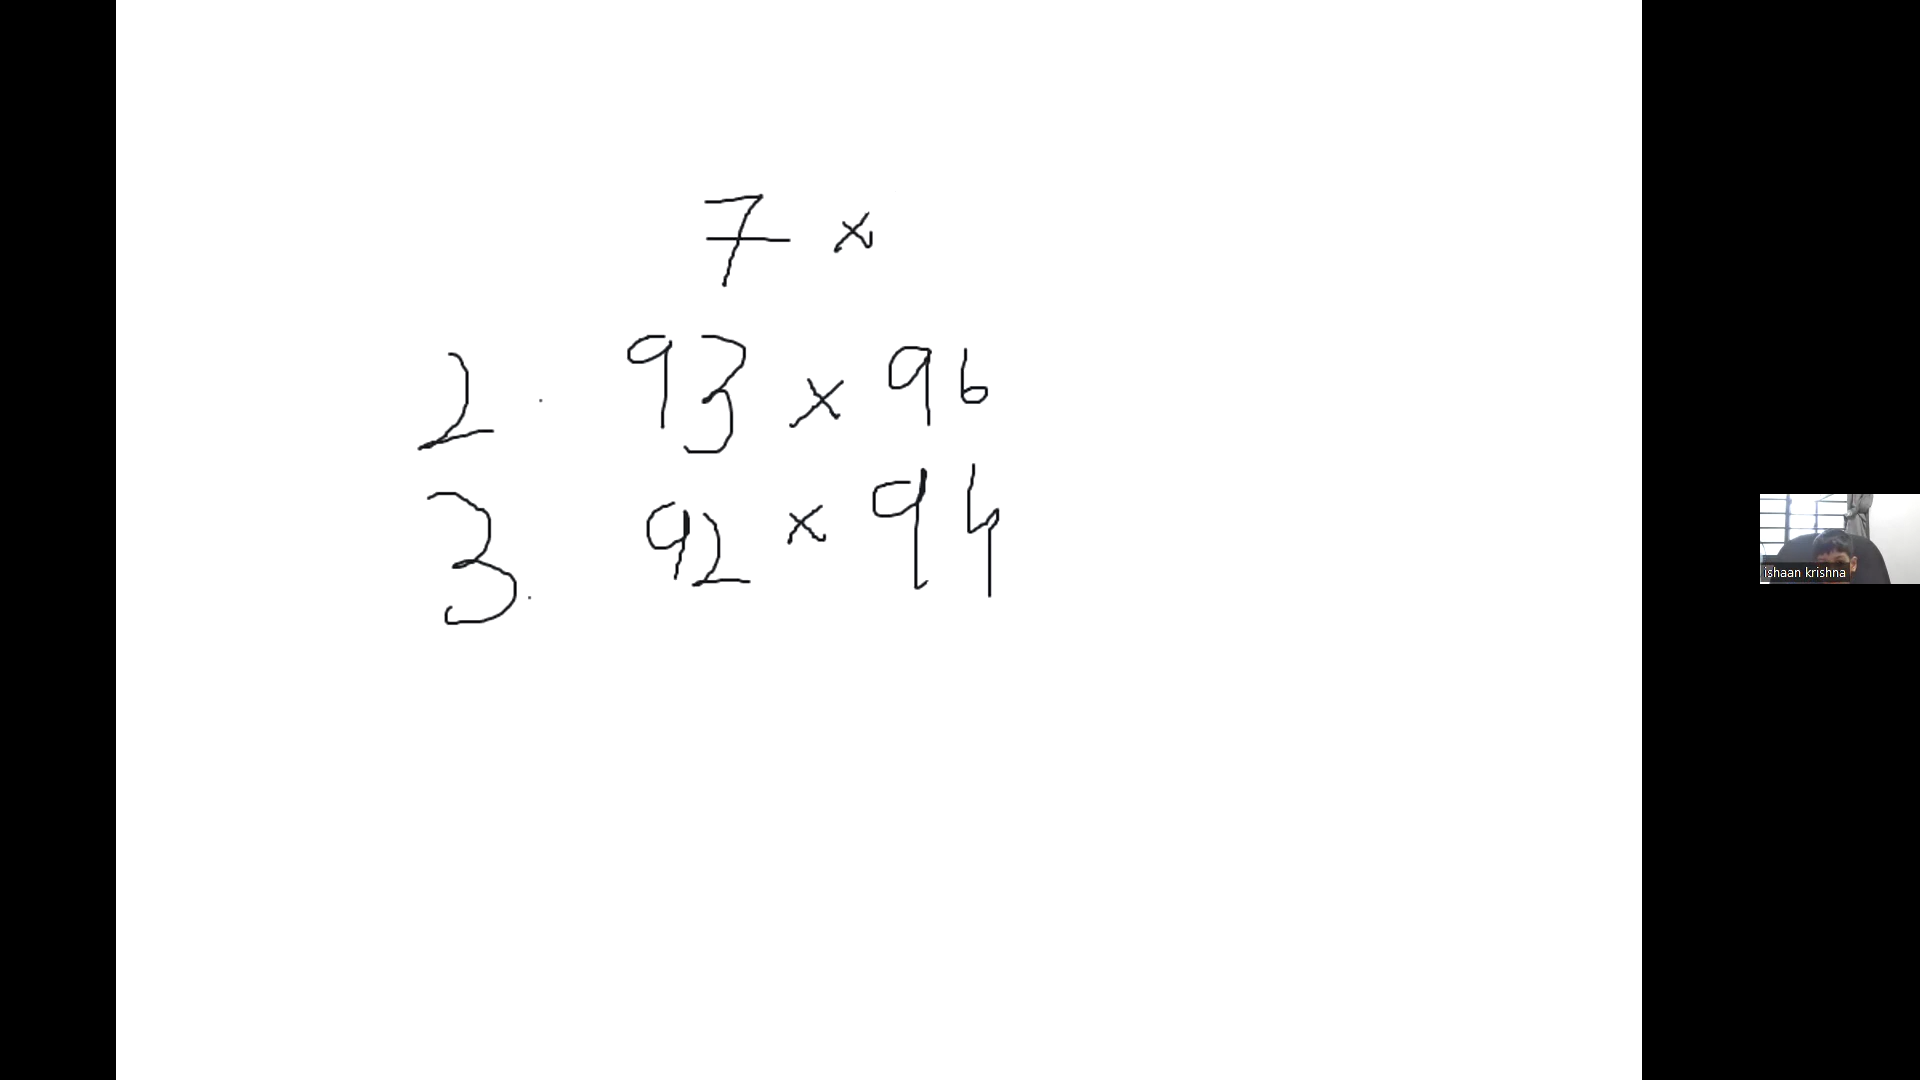 7 ×
2. 93 × 96
3. 92 × 94
ishaan krishna